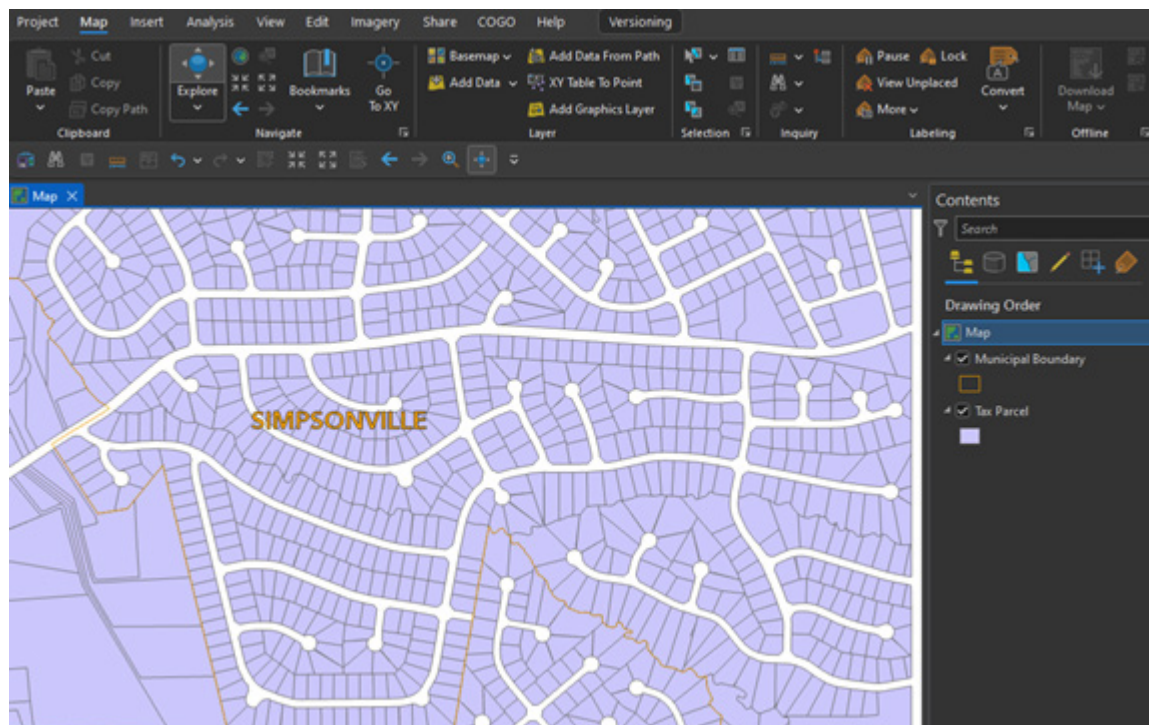 Project Map Insert Analysis View Edit Imagery Share COGO Help Versioning
Paste
Cut
Copy
Copy Path
Clipboard
Explore
Bookmarks
Go
To XY
Navigate
Basemap
Add Data
Add Data From Path
XY Table To Point
Add Graphics Layer
Layer
Selection
Inquiry
Pause
Lock
View Unplaced
More
Convert
Labeling
Download
Map
Offline
Map
SIMPSONVILLE
Contents
Search
Drawing Order
Map
Municipal Boundary
Tax Parcel